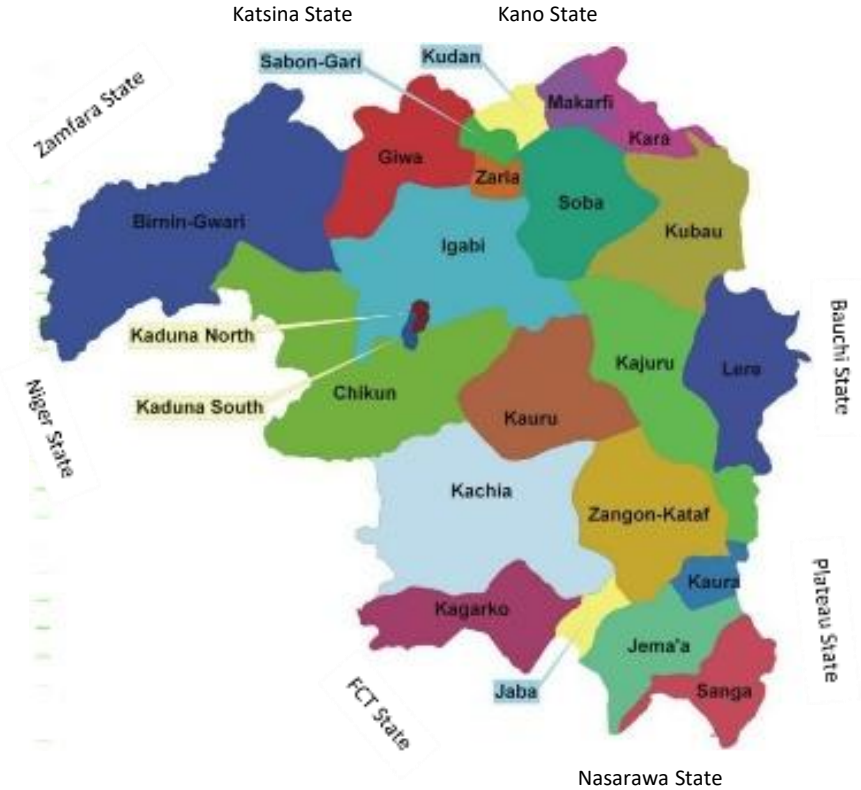 Katsina State
Kano State
Zamfara State
Sabon-Gari
Kudan
Makarfi
Kara
Giwa
Zaria
Soba
Birnin-Gwari
Igabi
Kubau
Kaduna North
Kaduna South
Chikun
Kajuru
Lere
Bauchi State
Niger State
Kauru
Kachia
Zangon-Kataf
Kaura
Plateau State
Kagarko
Jema'a
Jaba
Sanga
FCT State
Nasarawa State